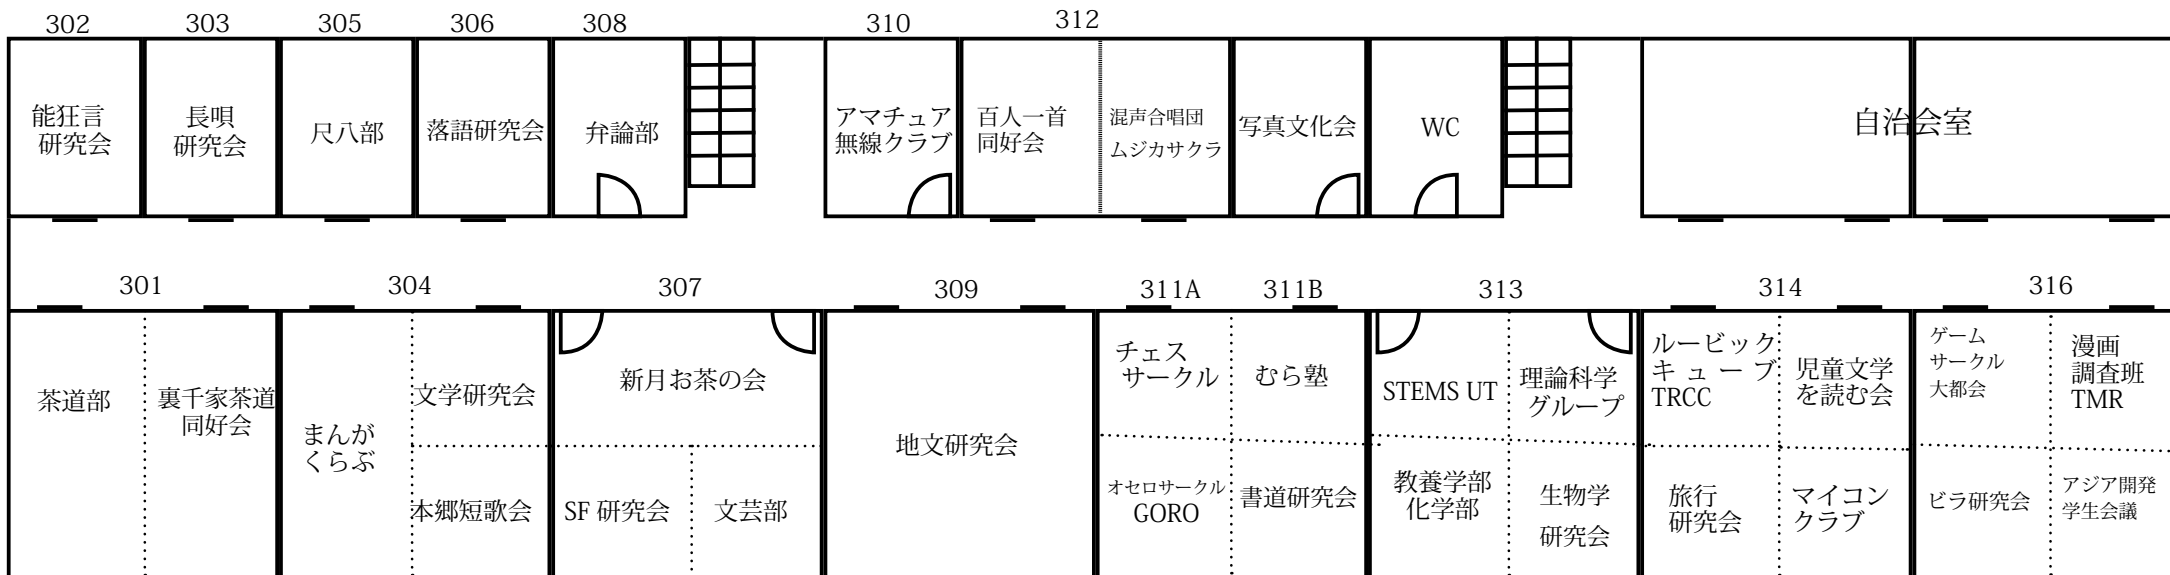 302
303
305
306
308
310
312
能狂言
研究会
長唄
研究会
尺八部
落語研究会
弁論部
アマチュア
無線クラブ
百人一首
同好会
混声合唱団
ムジカサクラ
写真文化会
WC
自治会室
301
304
307
309
311A
311B
313
314
316
茶道部
裏千家茶道
同好会
まんが
くらぶ
文学研究会
本郷短歌会
新月お茶の会
SF 研究会
文芸部
地文研究会
チェス
サークル
むら塾
オセロサークル
GORO
書道研究会
STEMS UT
理論科学
グループ
教養学部
化学部
生物学
研究会
ルービック
キューブ
TRCC
児童文学
を読む会
旅行
研究会
マイコン
クラブ
ゲーム
サークル
大都会
漫画
調査班
TMR
ビラ研究会
アジア開発
学生会議